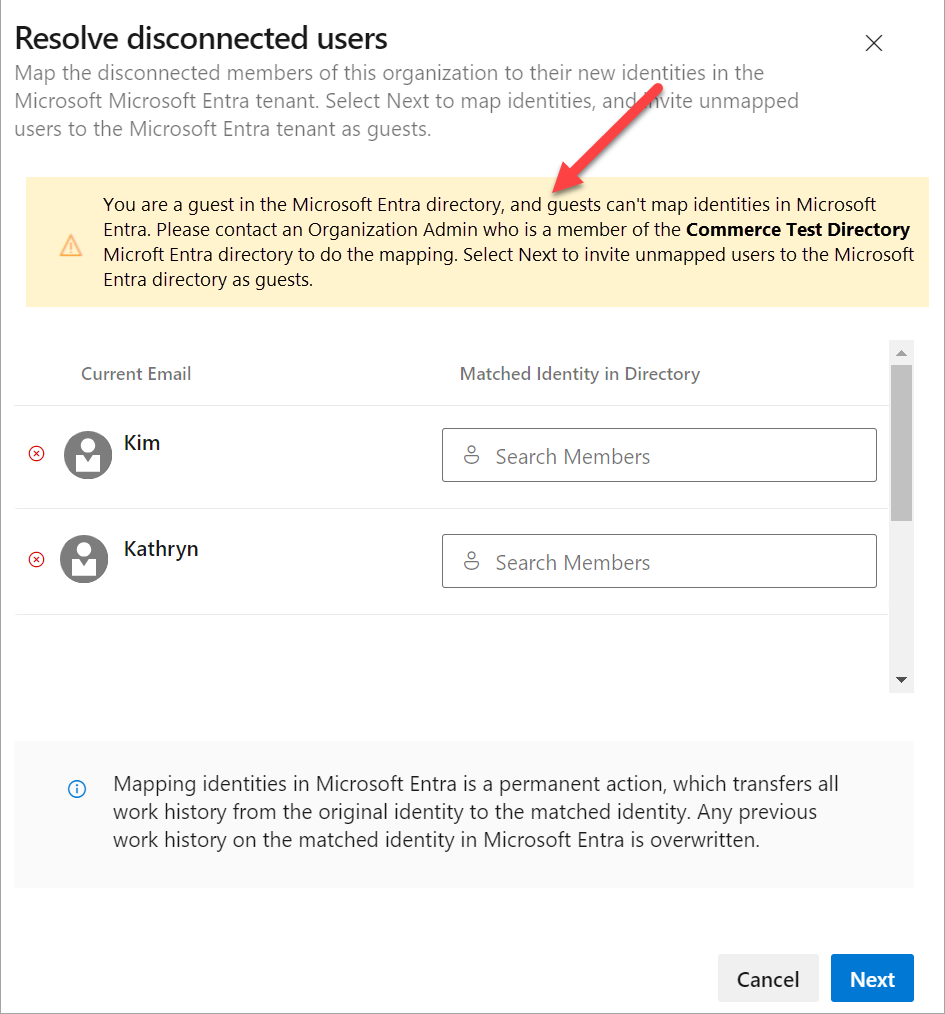 Resolve disconnected users
Map the disconnected members of this organization to their new identities in the
Microsoft Microsoft Entra tenant. Select Next to map identities, and invite unmapped
users to the Microsoft Entra tenant as guests.
You are a guest in the Microsoft Entra directory, and guests can't map identities in Microsoft
Entra. Please contact an Organization Admin who is a member of the Commerce Test Directory
Microft Entra directory to do the mapping. Select Next to invite unmapped users to the Microsoft
Entra directory as guests.
Current Email
Matched Identity in Directory
Kim
Search Members
Kathryn
Search Members
Mapping identities in Microsoft Entra is a permanent action, which transfers all
work history from the original identity to the matched identity. Any previous
work history on the matched identity in Microsoft Entra is overwritten.
Cancel
Next